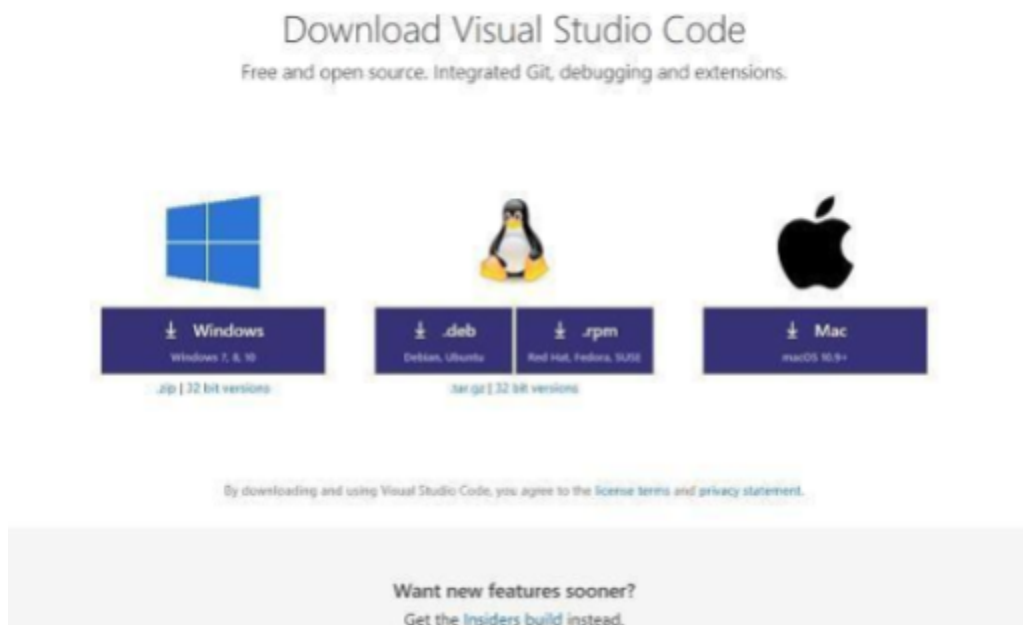 Download Visual Studio Code
Free and open source. Integrated Git, debugging and extensions.
Windows
Windows 7, 8, 10
.deb
Debian, Ubuntu
.rpm
Red Hat, Fedora, SUSE
Mac
macOS 10.9+
.zip | 32 bit versions
.tar.gz | 32 bit versions
By downloading and using Visual Studio Code, you agree to the license terms and privacy statement.
Want new features sooner?
Get the Insiders build instead.